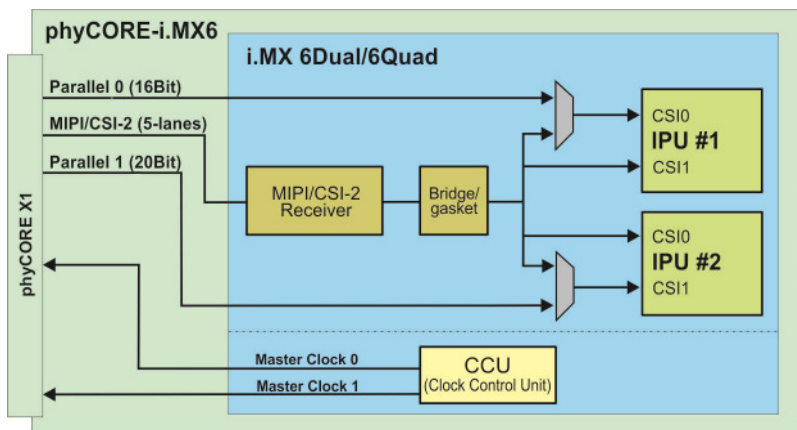 phyCORE-i.MX6
i.MX 6Dual/6Quad
Parallel 0 (16Bit)
MIPI/CSI-2 (5-lanes)
Parallel 1 (20Bit)
phyCORE X1
MIPI/CSI-2
Receiver
Bridge/
gasket
CSI0
IPU #1
CSI1
CSI0
IPU #2
CSI1
Master Clock 0
Master Clock 1
CCU
(Clock Control Unit)